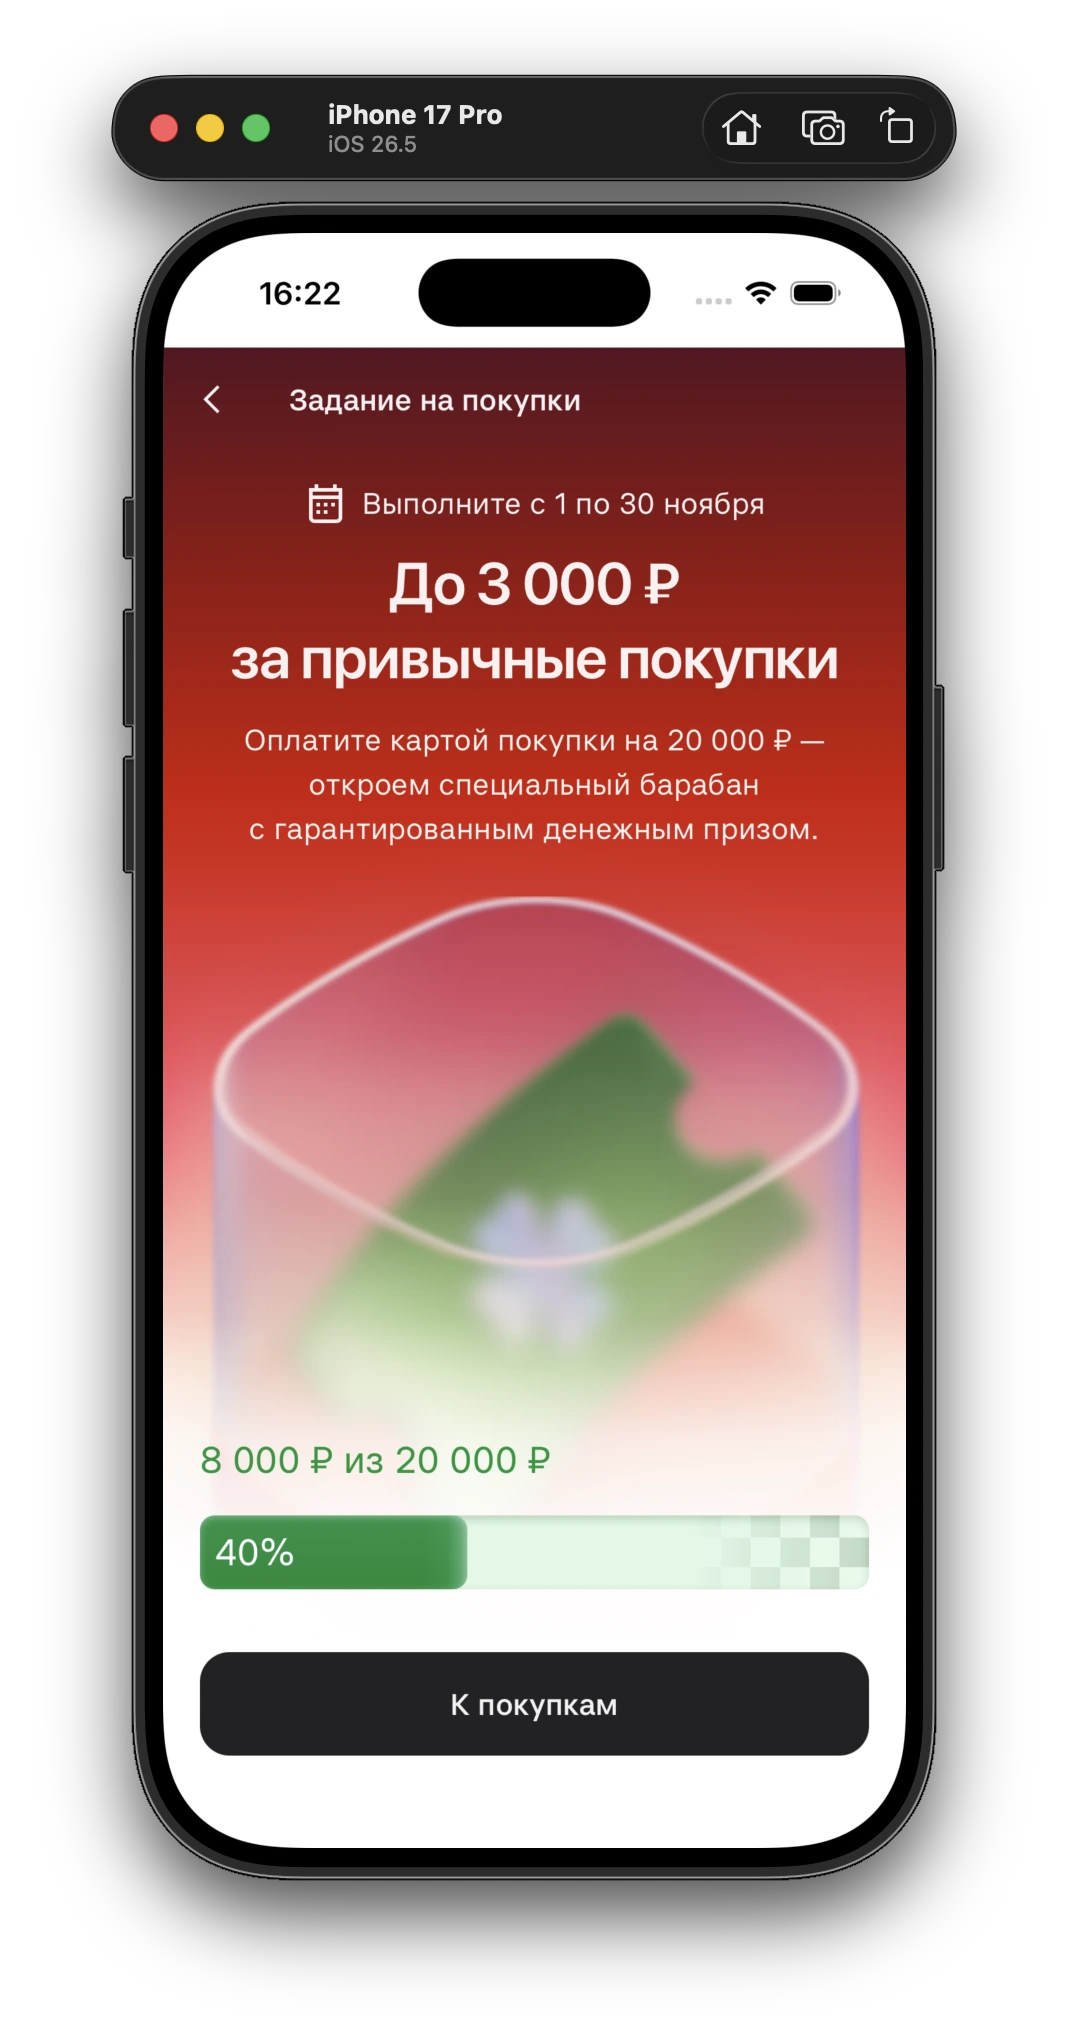 iPhone 17 Pro
iOS 26.5
16:22
Задание на покупки
Выполните с 1 по 30 ноября
До 3 000 ₽
за привычные покупки
Оплатите картой покупки на 20 000 ₽ —
откроем специальный барабан
с гарантированным денежным призом.
8 000 ₽ из 20 000 ₽
40%
К покупкам